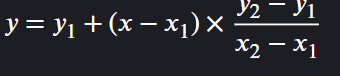 y = y₁ + (x − x₁) × (y₂ − y₁)/(x₂ − x₁)